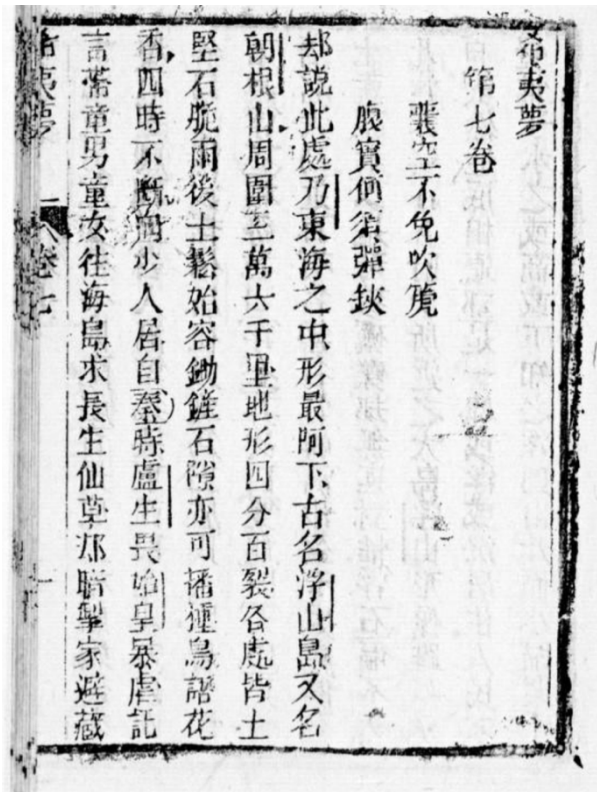 希夷夢
第七卷
囊空不免吹篪
腹實何須彈鋏
却說此處乃東海之中形最阿下古名浮山島又名
朝根山周圍三萬六千里地形四分百裂各處皆土
堅石脆雨後土鬆始容鋤鏟石隙亦可播種鳥語花
香四時不斷向少人居自秦時盧生畏始皇暴虐託
言帶童男童女往海島求長生仙草却暗挈家避藏
希夷夢 卷七